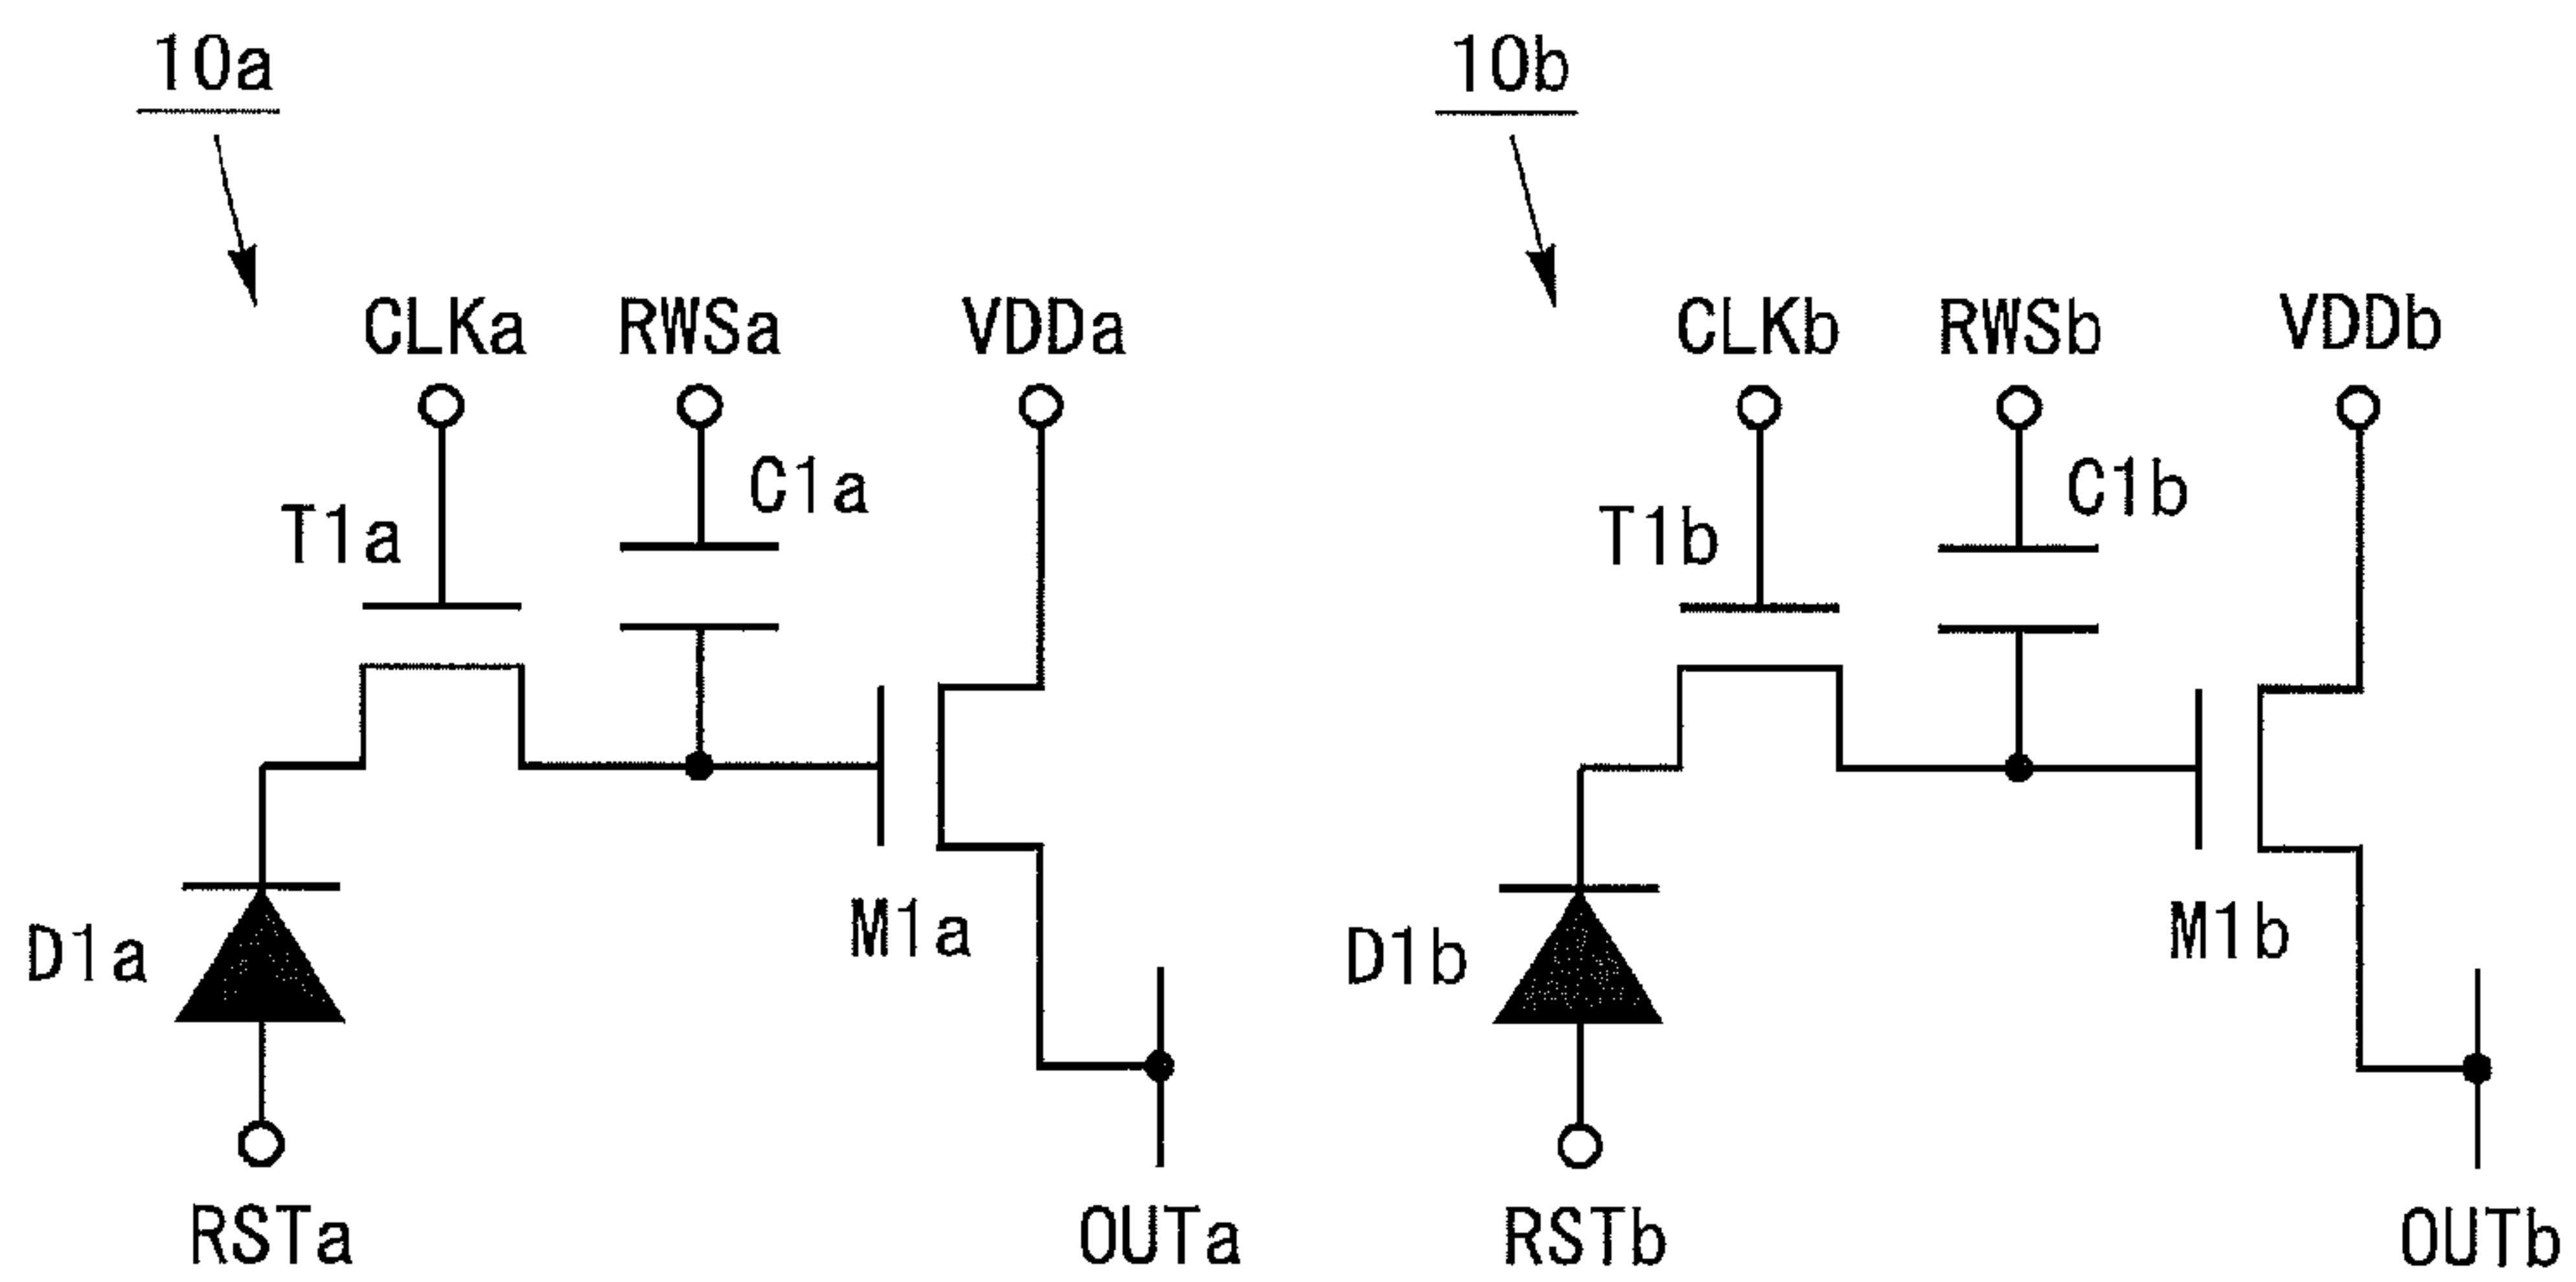 10a 10b
CLKa RWSa VDDa CLKb RWSb VDDb
C1a C1b
T1a T1b
D1a M1a D1b M1b
RSTa OUTa RSTb OUTb